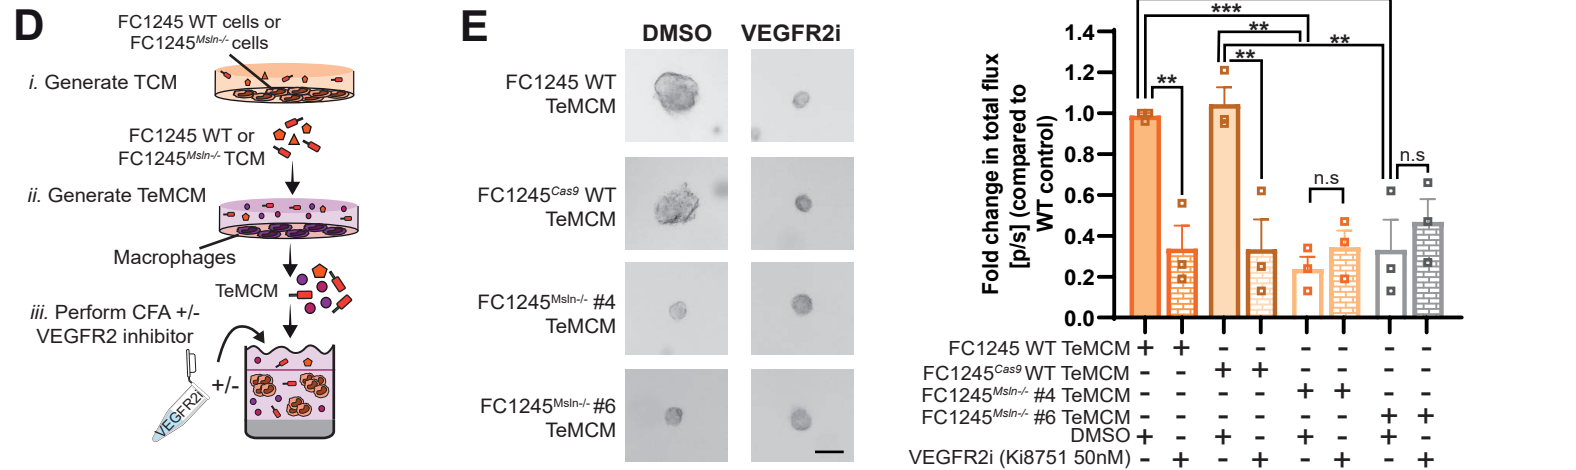 D
FC1245 WT cells or
FC1245Msln-/- cells
i. Generate TCM
FC1245 WT or
FC1245Msln-/- TCM
ii. Generate TeMCM
Macrophages
TeMCM
iii. Perform CFA +/-
VEGFR2 inhibitor
+/-
VEGFR2i
E
DMSO VEGFR2i
FC1245 WT
TeMCM
FC1245Cas9 WT
TeMCM
FC1245Msln-/- #4
TeMCM
FC1245Msln-/- #6
TeMCM
Fold change in total flux
[p/s] (compared to
WT control)
1.4
1.2
1.0
0.8
0.6
0.4
0.2
0.0
***
**
**
**
**
n.s
n.s
FC1245 WT TeMCM + + - - - - - -
FC1245Cas9 WT TeMCM - - + + - - - -
FC1245Msln-/- #4 TeMCM - - - - + + - -
FC1245Msln-/- #6 TeMCM - - - - - - + +
DMSO + - + - + - + -
VEGFR2i (Ki8751 50nM) - + - + - + - +